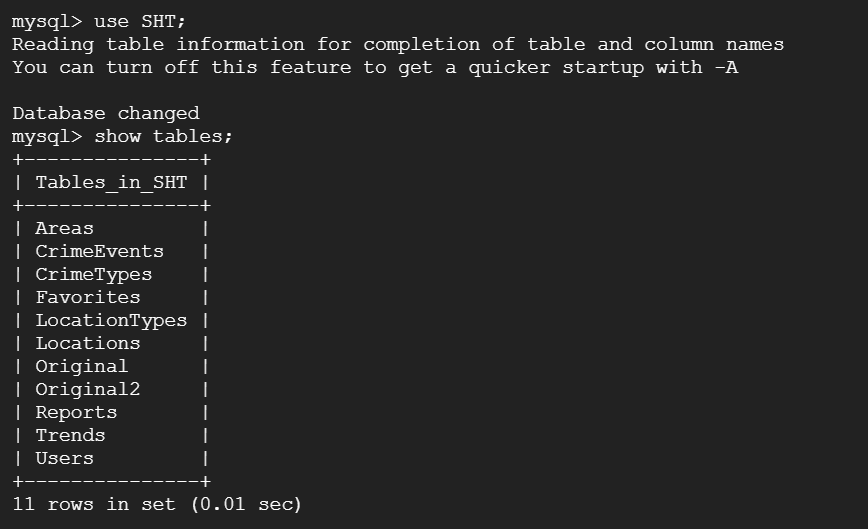 mysql> use SHT;
Reading table information for completion of table and column names
You can turn off this feature to get a quicker startup with -A

Database changed
mysql> show tables;
+---------------+
| Tables_in_SHT |
+---------------+
| Areas         |
| CrimeEvents   |
| CrimeTypes    |
| Favorites     |
| LocationTypes |
| Locations     |
| Original      |
| Original2     |
| Reports       |
| Trends        |
| Users         |
+---------------+
11 rows in set (0.01 sec)